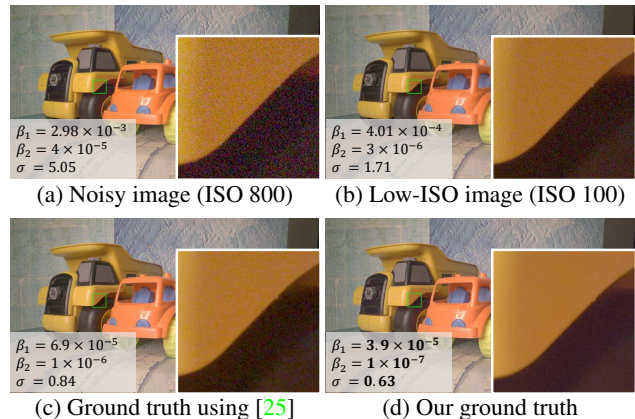 β₁ = 2.98 × 10⁻³
β₂ = 4 × 10⁻⁵
σ = 5.05
(a) Noisy image (ISO 800)
β₁ = 4.01 × 10⁻⁴
β₂ = 3 × 10⁻⁶
σ = 1.71
(b) Low-ISO image (ISO 100)
β₁ = 6.9 × 10⁻⁵
β₂ = 1 × 10⁻⁶
σ = 0.84
(c) Ground truth using [25]
β₁ = 3.9 × 10⁻⁵
β₂ = 1 × 10⁻⁷
σ = 0.63
(d) Our ground truth